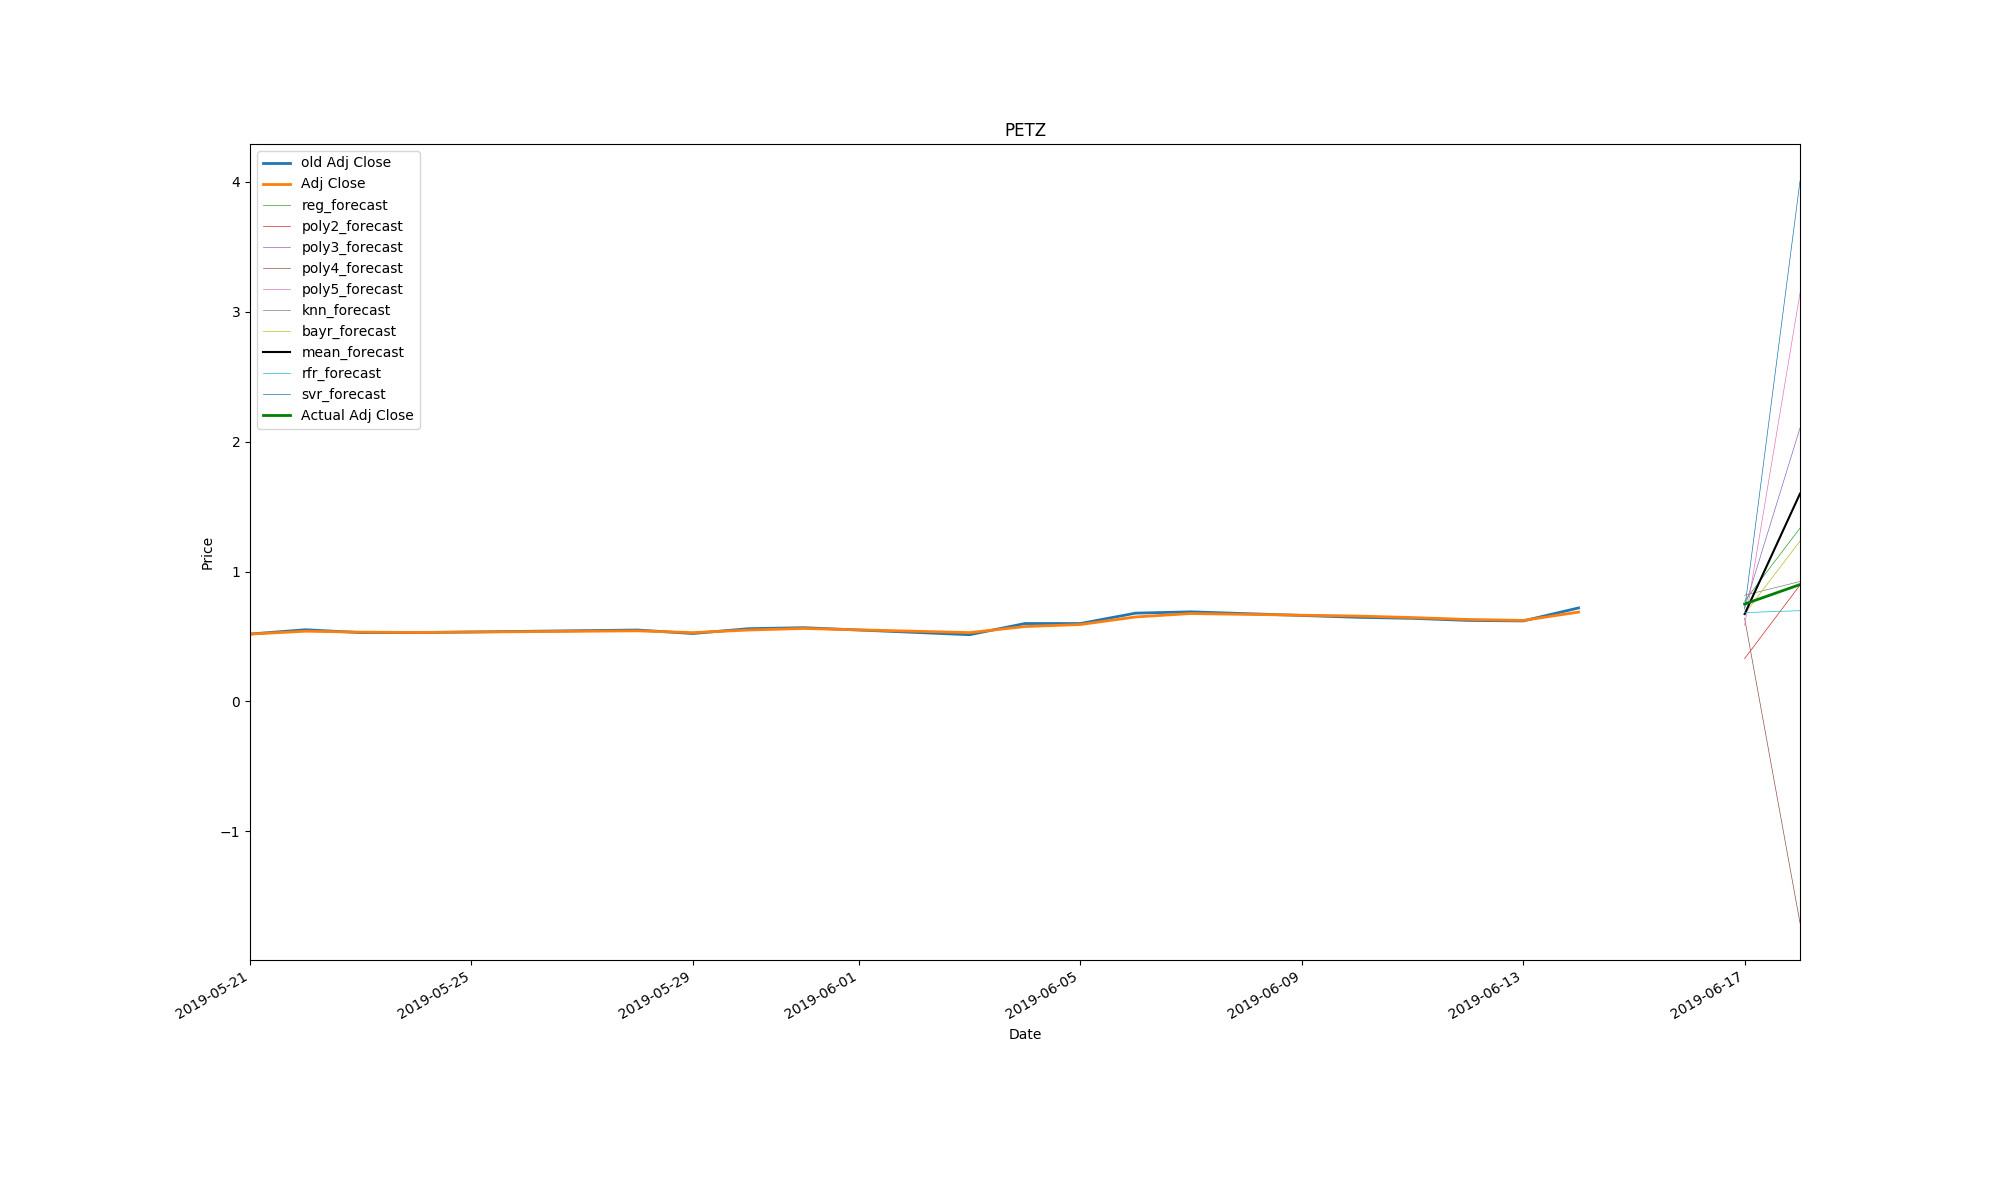 PETZ
old Adj Close
Adj Close
reg_forecast
poly2_forecast
poly3_forecast
poly4_forecast
poly5_forecast
knn_forecast
bayr_forecast
mean_forecast
rfr_forecast
svr_forecast
Actual Adj Close
4
3
2
1
0
−1
Price
2019-05-21
2019-05-25
2019-05-29
2019-06-01
2019-06-05
2019-06-09
2019-06-13
2019-06-17
Date